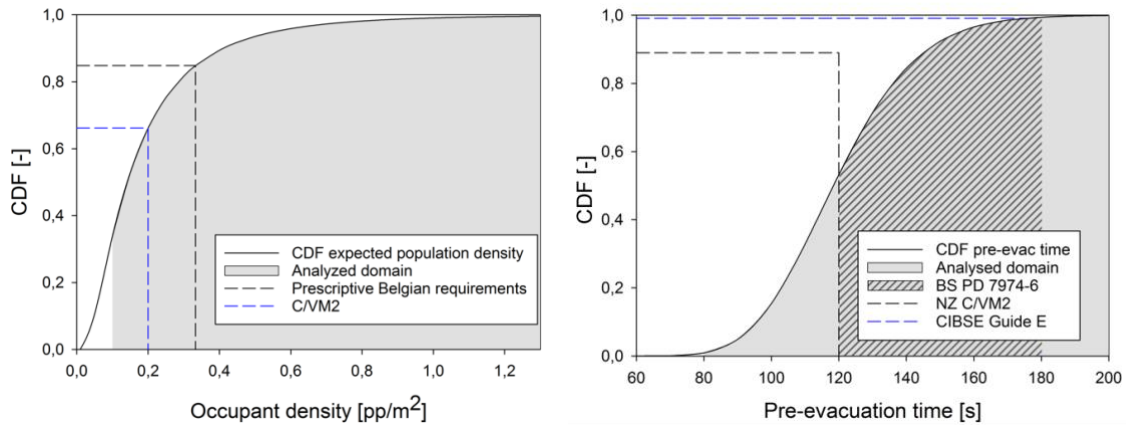 CDF [-]
1,0
0,8
0,6
0,4
0,2
0,0
CDF expected population density
Analyzed domain
Prescriptive Belgian requirements
C/VM2
0,0 0,2 0,4 0,6 0,8 1,0 1,2
Occupant density [pp/m²]
CDF [-]
1,0
0,8
0,6
0,4
0,2
0,0
CDF pre-evac time
Analysed domain
BS PD 7974-6
NZ C/VM2
CIBSE Guide E
60 80 100 120 140 160 180 200
Pre-evacuation time [s]